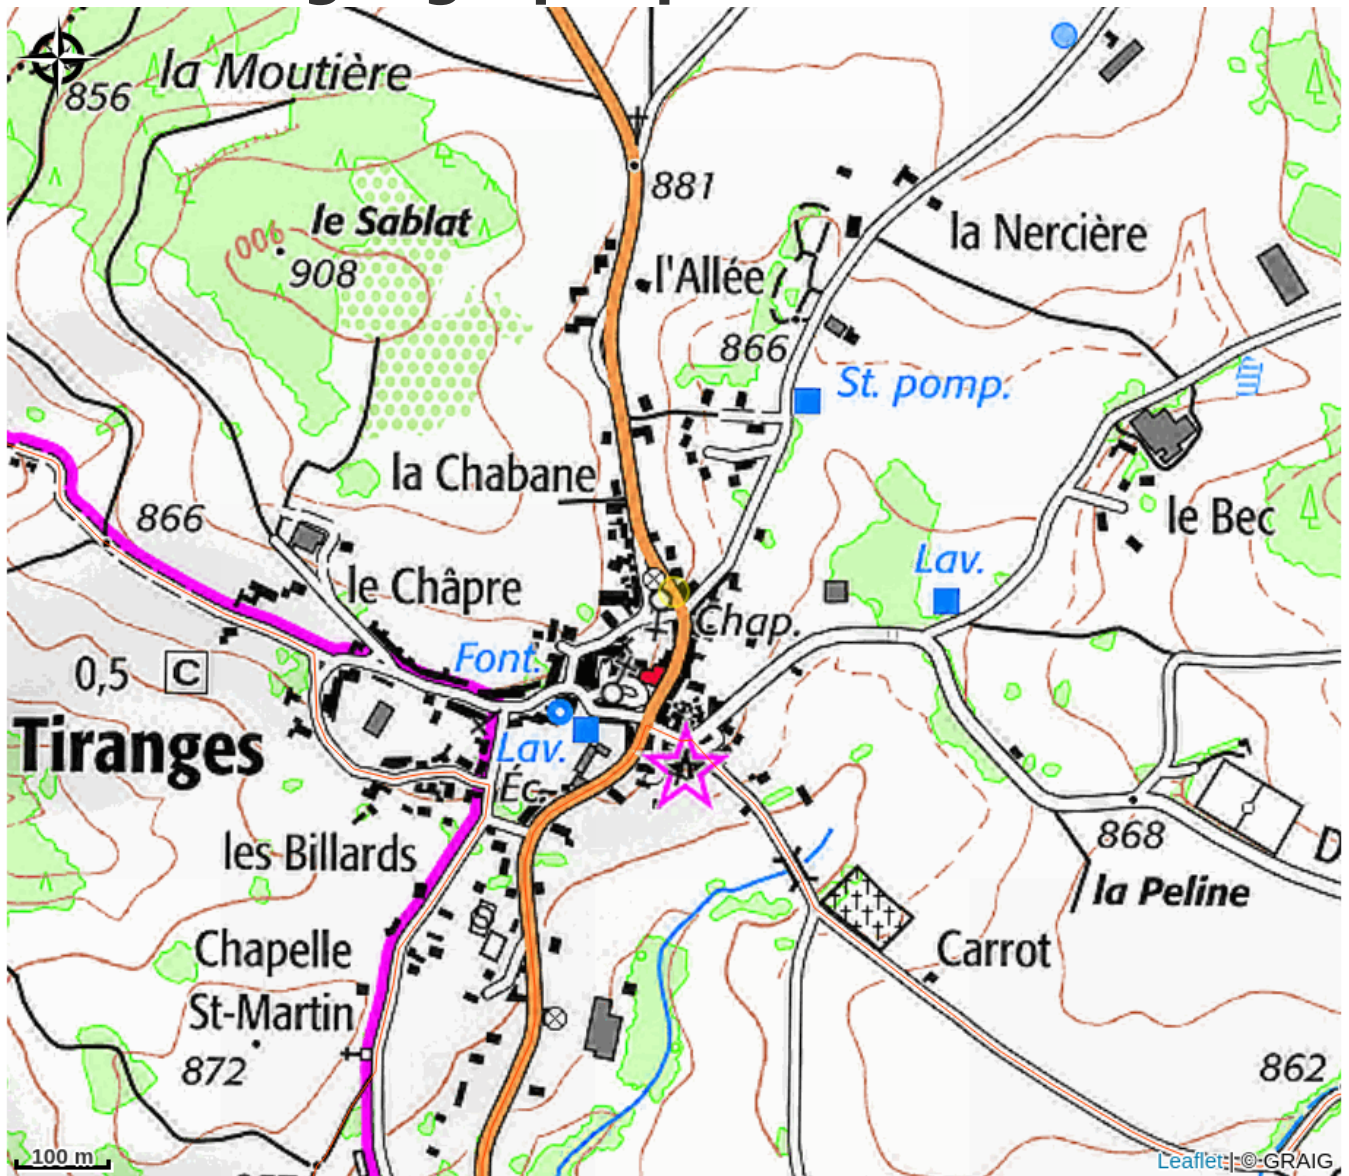 la Moutière
856
881
le Sablat
900
908
la Nercière
l'Allée
866
St. pomp.
la Chabane
866
le Bec
Lav.
le Châpre
Chap.
Font.
0,5 C
Tiranges
Lav.
Éc.
868
les Billards
la Peline
Chapelle
St-Martin
Carrot
872
862
100 m
Leaflet | © GRAIG